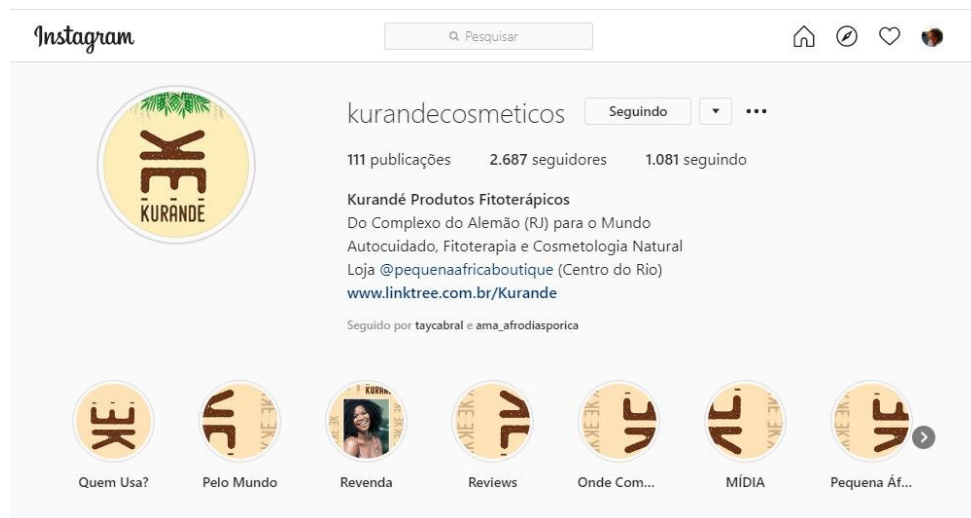 Instagram
Pesquisar
kurandecosmeticos Seguindo
111 publicações 2.687 seguidores 1.081 seguindo
Kurandé Produtos Fitoterápicos
Do Complexo do Alemão (RJ) para o Mundo
Autocuidado, Fitoterapia e Cosmetologia Natural
Loja @pequenaafricaboutique (Centro do Rio)
www.linktree.com.br/Kurande
Seguido por taycabral e ama_afrodiasporica
KURANDÉ
Quem Usa? Pelo Mundo Revenda Reviews Onde Com... MÍDIA Pequena Áf...